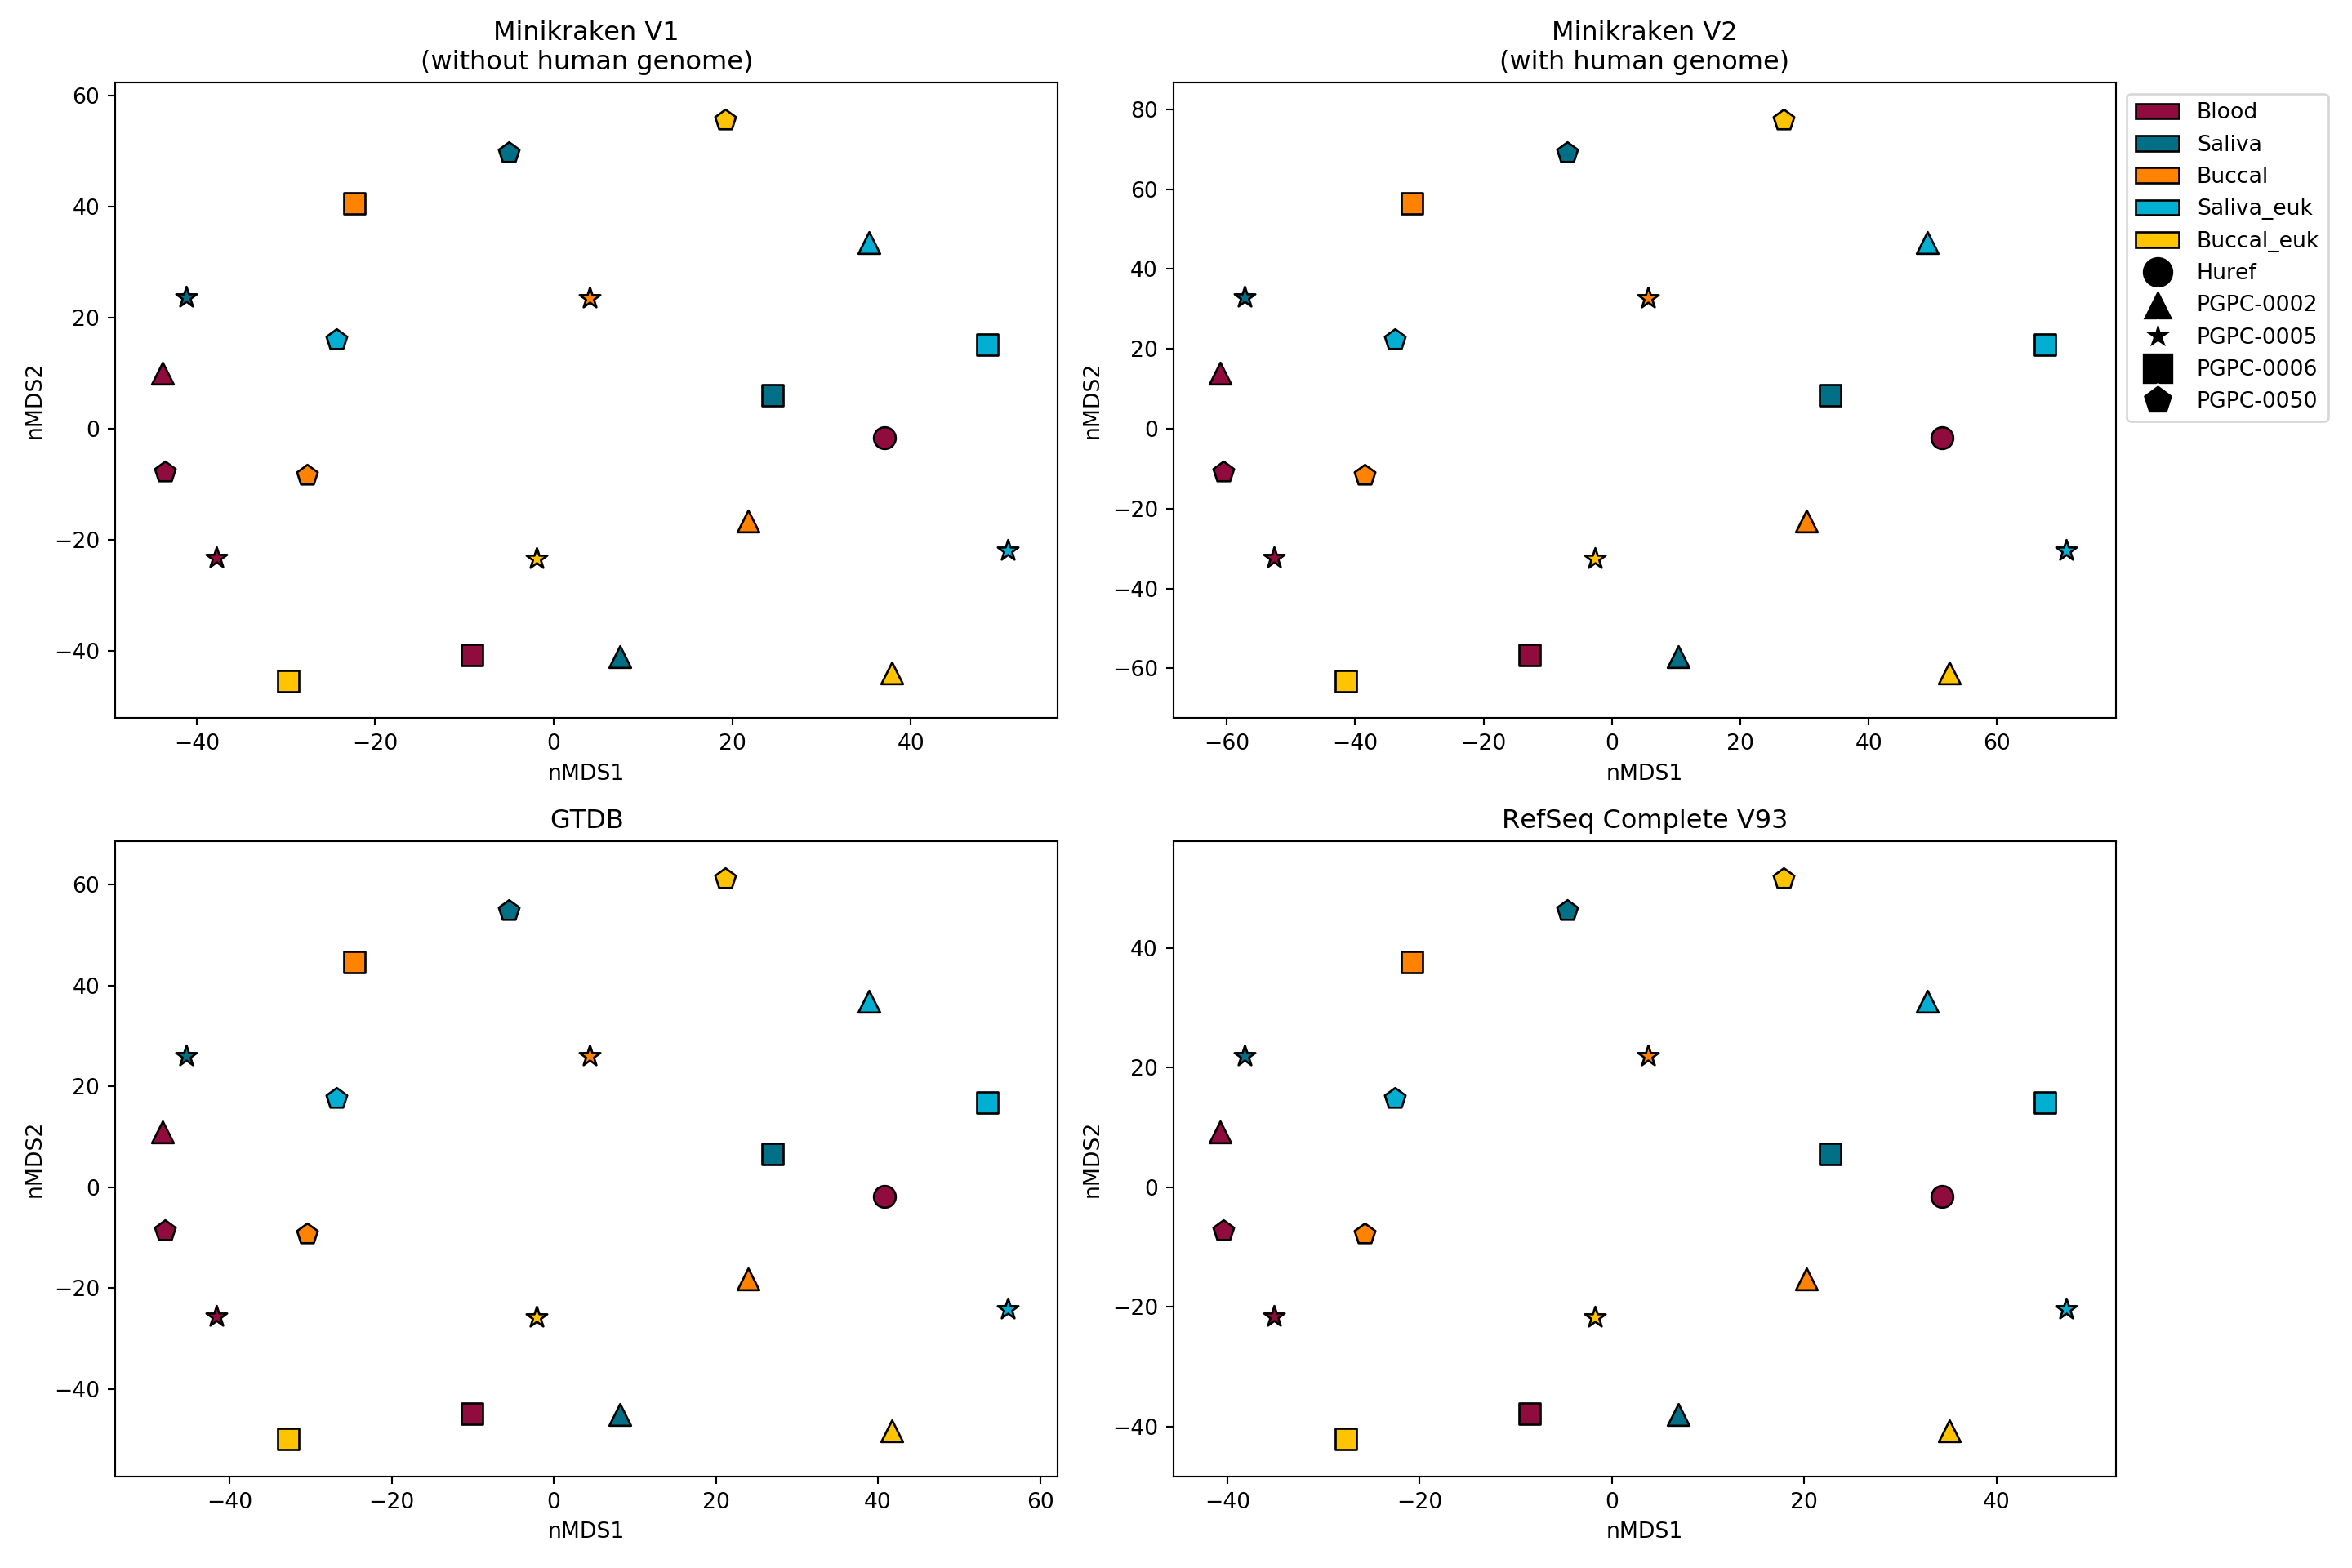 Minikraken V1
(without human genome)
60
40
20
0
−20
−40
nMDS2
−40
−20
0
20
40
nMDS1
Minikraken V2
(with human genome)
80
60
40
20
0
−20
−40
−60
nMDS2
−60
−40
−20
0
20
40
60
nMDS1
Blood
Saliva
Buccal
Saliva_euk
Buccal_euk
Huref
PGPC-0002
PGPC-0005
PGPC-0006
PGPC-0050
GTDB
60
40
20
0
−20
−40
nMDS2
−40
−20
0
20
40
60
nMDS1
RefSeq Complete V93
40
20
0
−20
−40
nMDS2
−40
−20
0
20
40
nMDS1